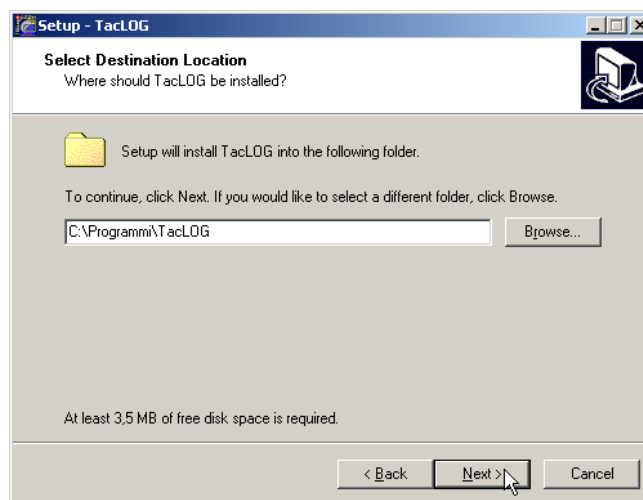 Setup - TacLOG
Select Destination Location
Where should TacLOG be installed?
Setup will install TacLOG into the following folder.
To continue, click Next. If you would like to select a different folder, click Browse.
C:\Programmi\TacLOG
Browse...
At least 3,5 MB of free disk space is required.
< Back
Next >
Cancel